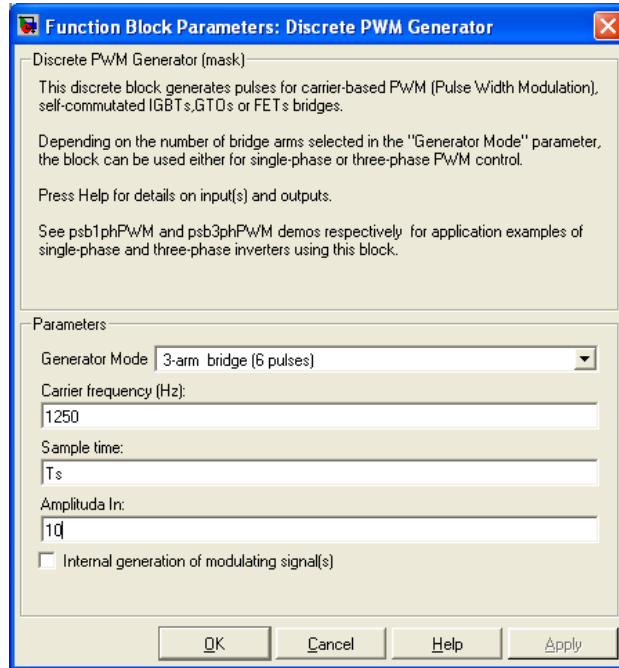 Function Block Parameters: Discrete PWM Generator
Discrete PWM Generator (mask)
This discrete block generates pulses for carrier-based PWM (Pulse Width Modulation),
self-commutated IGBTs,GTOs or FETs bridges.
Depending on the number of bridge arms selected in the "Generator Mode" parameter,
the block can be used either for single-phase or three-phase PWM control.
Press Help for details on input(s) and outputs.
See psb1phPWM and psb3phPWM demos respectively for application examples of
single-phase and three-phase inverters using this block.
Parameters
Generator Mode 3-arm bridge (6 pulses)
Carrier frequency (Hz):
1250
Sample time:
Ts
Amplituda In:
10
Internal generation of modulating signal(s)
OK Cancel Help Apply